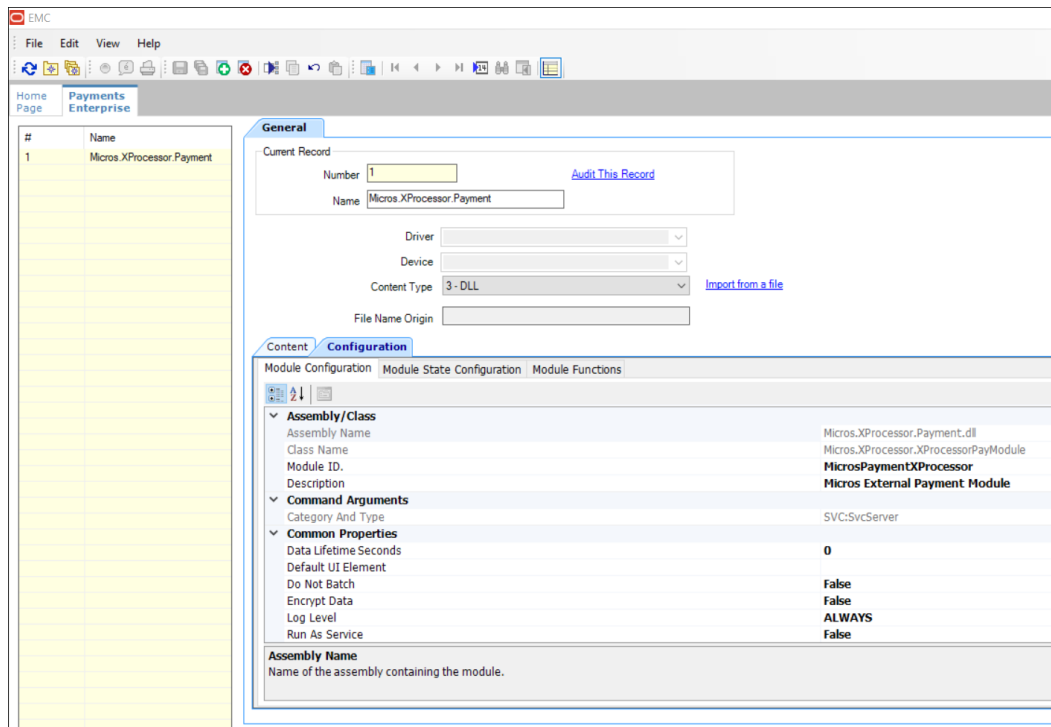 EMC
File Edit View Help
Home Page
Payments Enterprise
# Name
1 Micros.XProcessor.Payment
General
Current Record
Number 1 Audit This Record
Name Micros.XProcessor.Payment
Driver
Device
Content Type 3 - DLL Import from a file
File Name Origin
Content Configuration
Module Configuration Module State Configuration Module Functions
Assembly/Class
Assembly Name Micros.XProcessor.Payment.dll
Class Name Micros.XProcessor.XProcessorPayModule
Module ID. MicrosPaymentXProcessor
Description Micros External Payment Module
Command Arguments
Category And Type SVC:SvcServer
Common Properties
Data Lifetime Seconds 0
Default UI Element
Do Not Batch False
Encrypt Data False
Log Level ALWAYS
Run As Service False
Assembly Name
Name of the assembly containing the module.